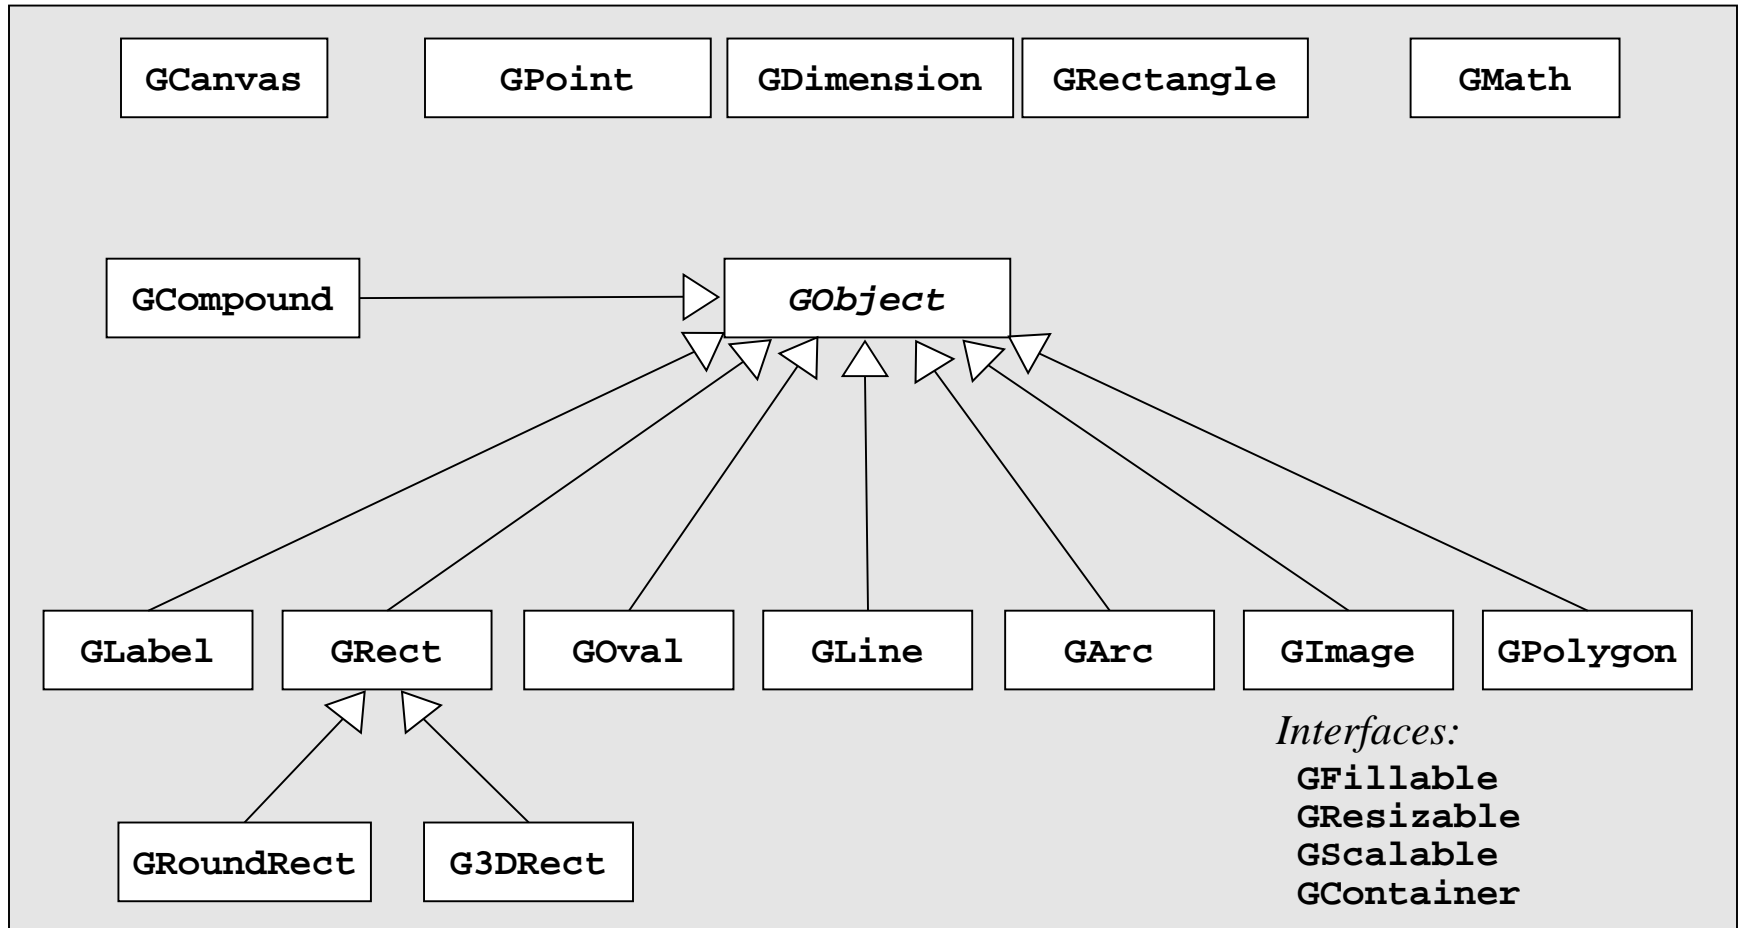 GCanvas GPoint GDimension GRectangle GMath
GCompound GObject
GLabel GRect GOval GLine GArc GImage GPolygon
Interfaces:
GFillable
GResizable
GScalable
GContainer
GRoundRect G3DRect